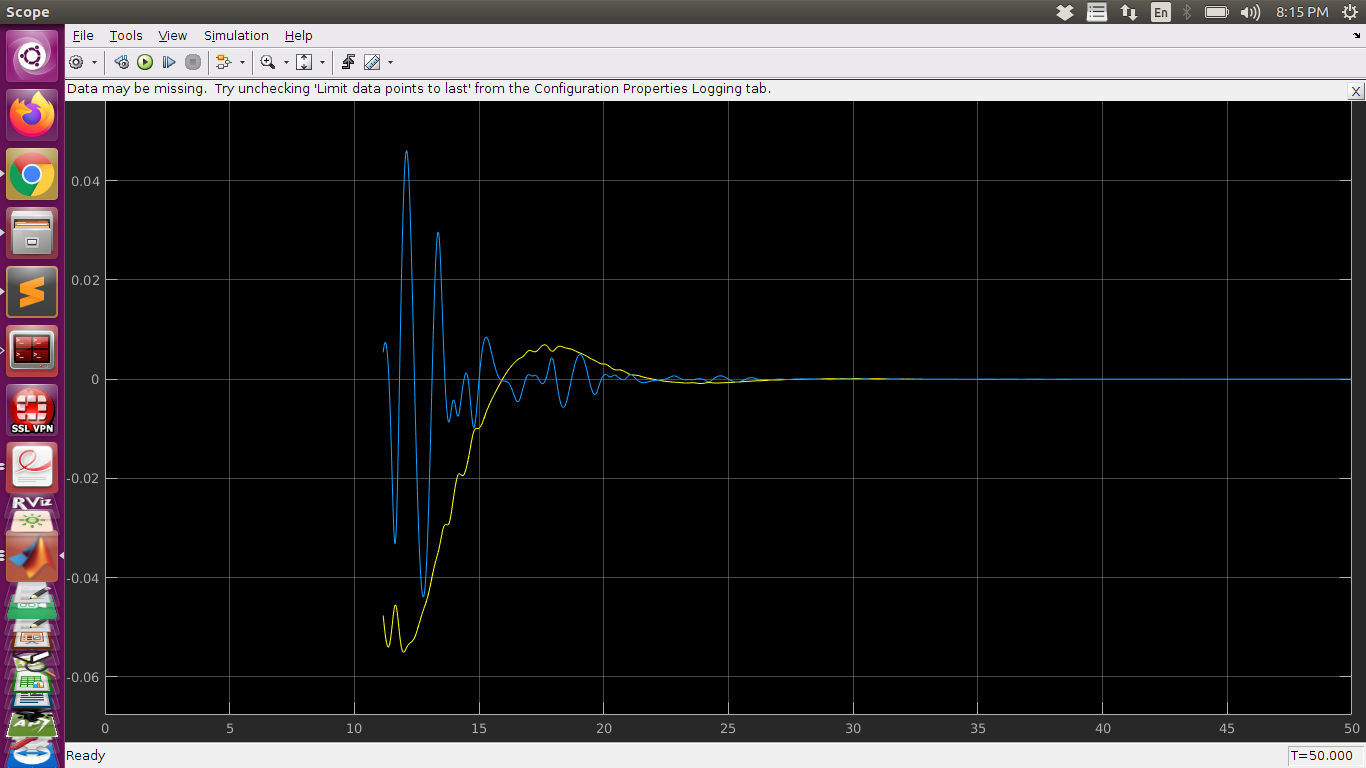 Scope
En
8:15 PM
File Tools View Simulation Help
Data may be missing. Try unchecking 'Limit data points to last' from the Configuration Properties Logging tab.
X
0.04
0.02
0
-0.02
-0.04
-0.06
0 5 10 15 20 25 30 35 40 45 50
SSL VPN
RViz
Ready
T=50.000